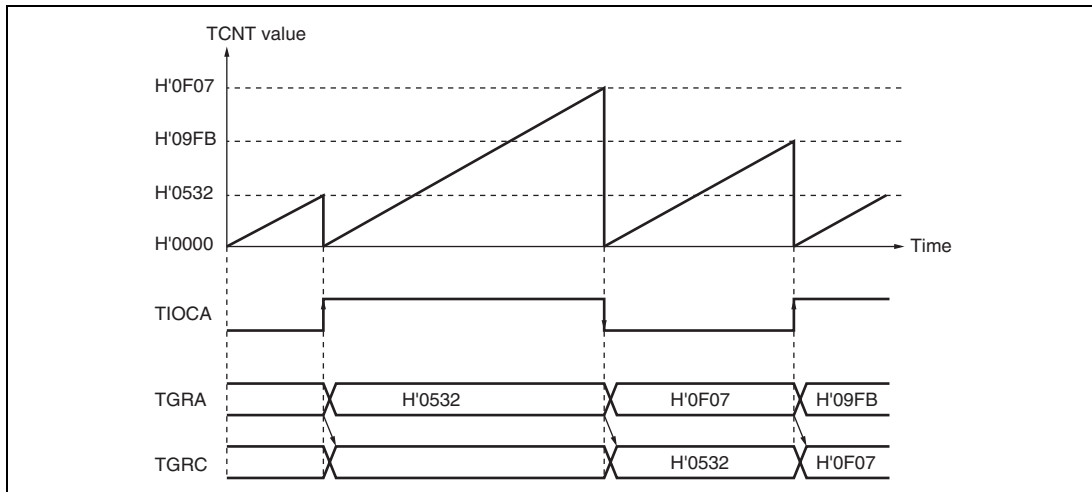 TCNT value
H'0F07
H'09FB
H'0532
H'0000
Time
TIOCA
TGRA
H'0532
H'0F07
H'09FB
TGRC
H'0532
H'0F07